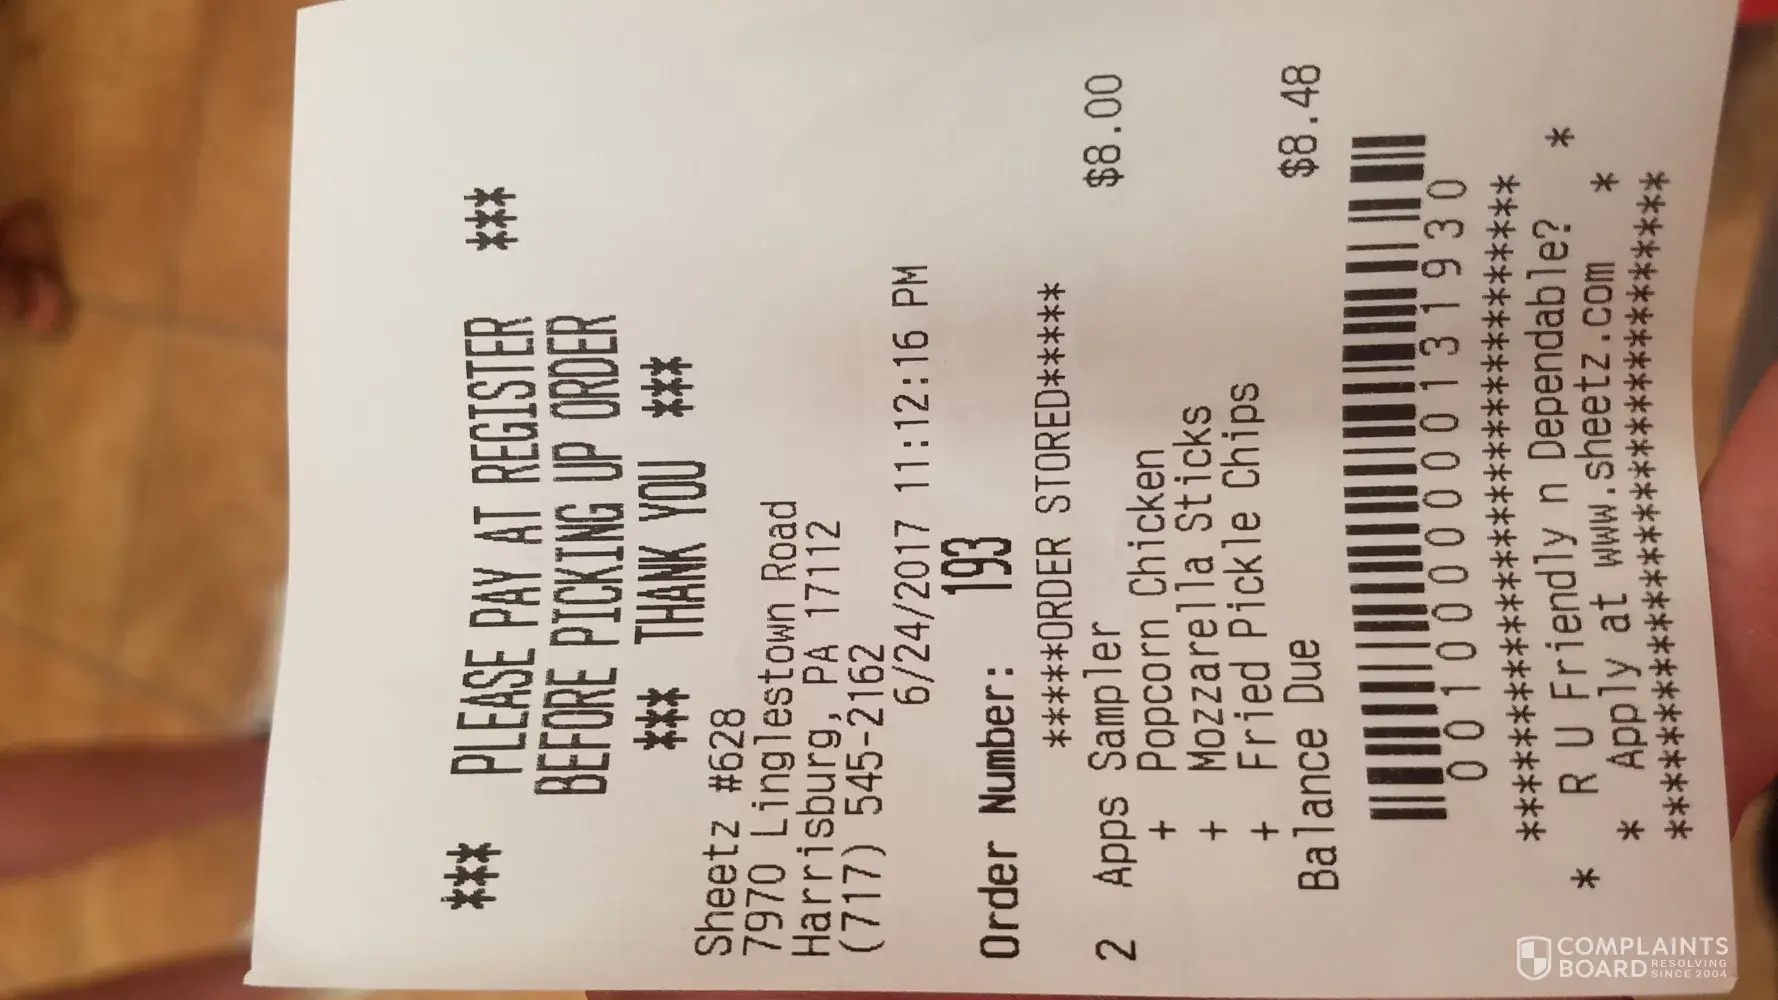 *** PLEASE PAY AT REGISTER ***
BEFORE PICKING UP ORDER
*** THANK YOU ***
Sheetz #628
7970 Linglestown Road
Harrisburg, PA 17112
(717) 545-2162
6/24/2017 11:12:16 PM
Order Number: 193
*****ORDER STORED*****
2 Apps Sampler $8.00
+ Popcorn Chicken
+ Mozzarella Sticks
+ Fried Pickle Chips
Balance Due $8.48
0010000000131930
********************************
* R U Friendly n Dependable? *
* Apply at www.sheetz.com *
********************************
COMPLAINTS
BOARD RESOLVING
SINCE 2004